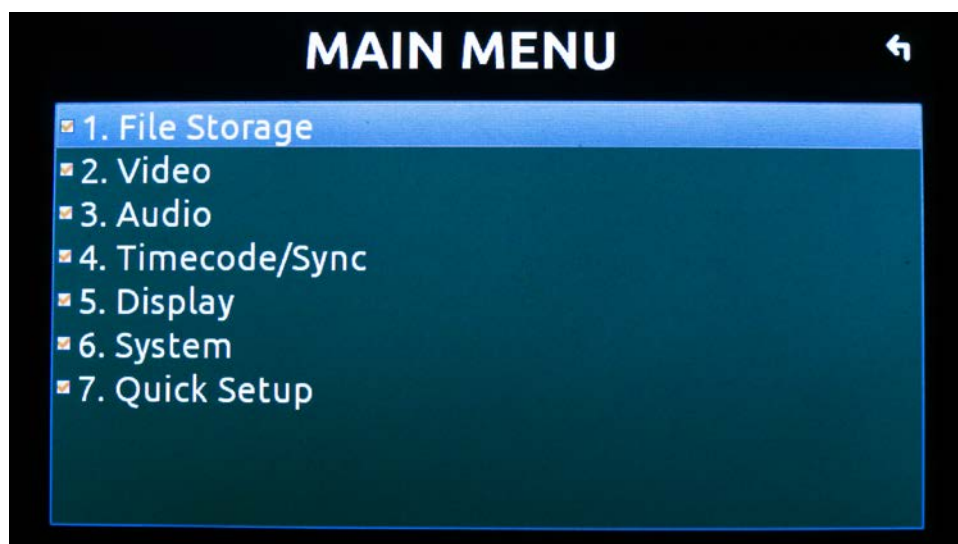 MAIN MENU
1. File Storage
2. Video
3. Audio
4. Timecode/Sync
5. Display
6. System
7. Quick Setup